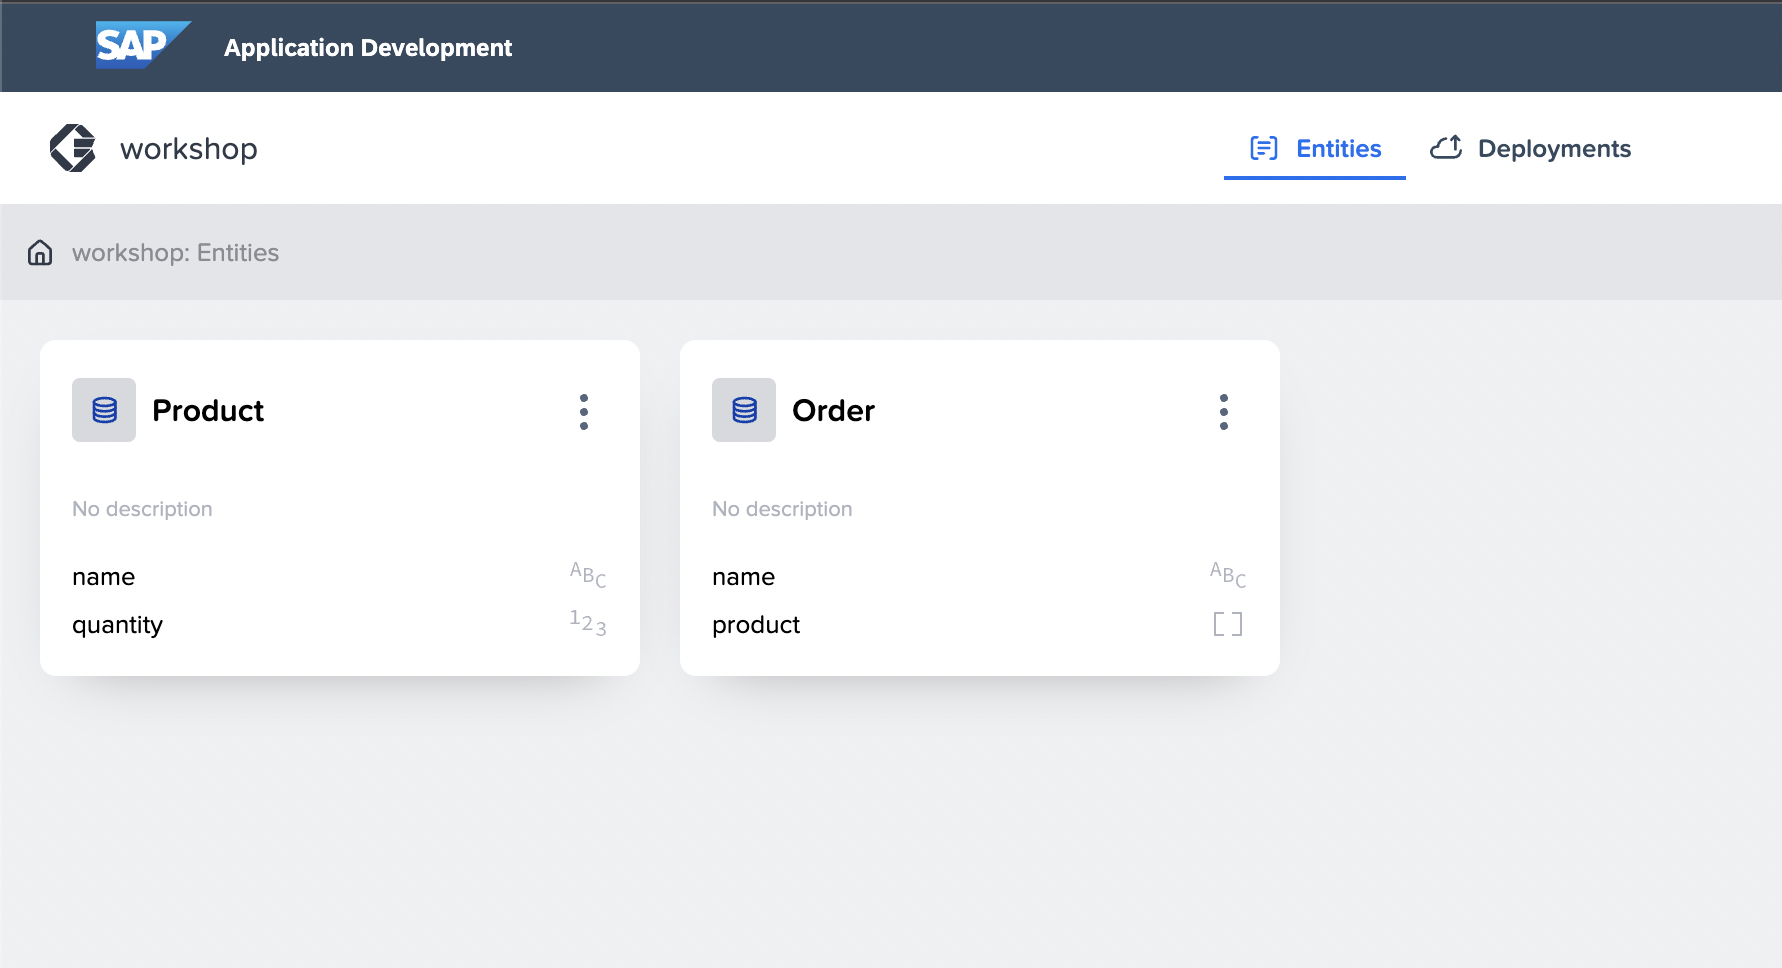 SAP Application Development
workshop
Entities
Deployments
workshop: Entities
Product
No description
name ABC
quantity 123
Order
No description
name ABC
product [ ]